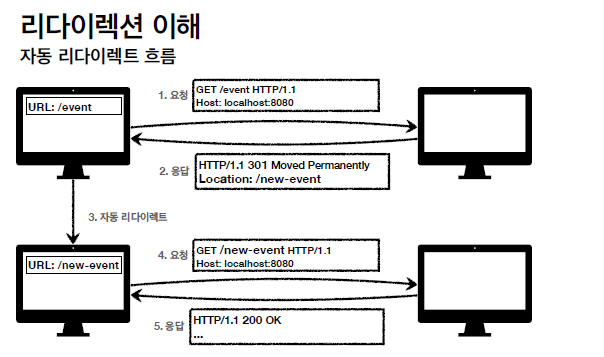 리다이렉션 이해
자동 리다이렉트 흐름
URL: /event
1. 요청
GET /event HTTP/1.1
Host: localhost:8080
2. 응답
HTTP/1.1 301 Moved Permanently
Location: /new-event
3. 자동 리다이렉트
URL: /new-event
4. 요청
GET /new-event HTTP/1.1
Host: localhost:8080
5. 응답
HTTP/1.1 200 OK
...